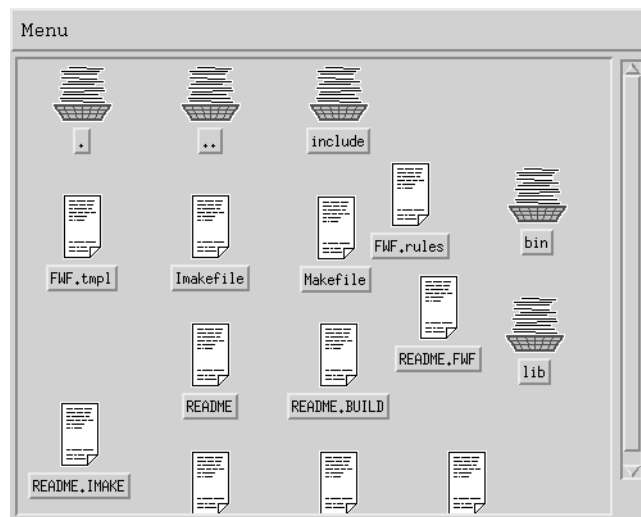 Menu
.
..
include
FWF.rules
bin
FWF.tmpl
Imakefile
Makefile
README.FWF
lib
README
README.BUILD
README.IMAKE